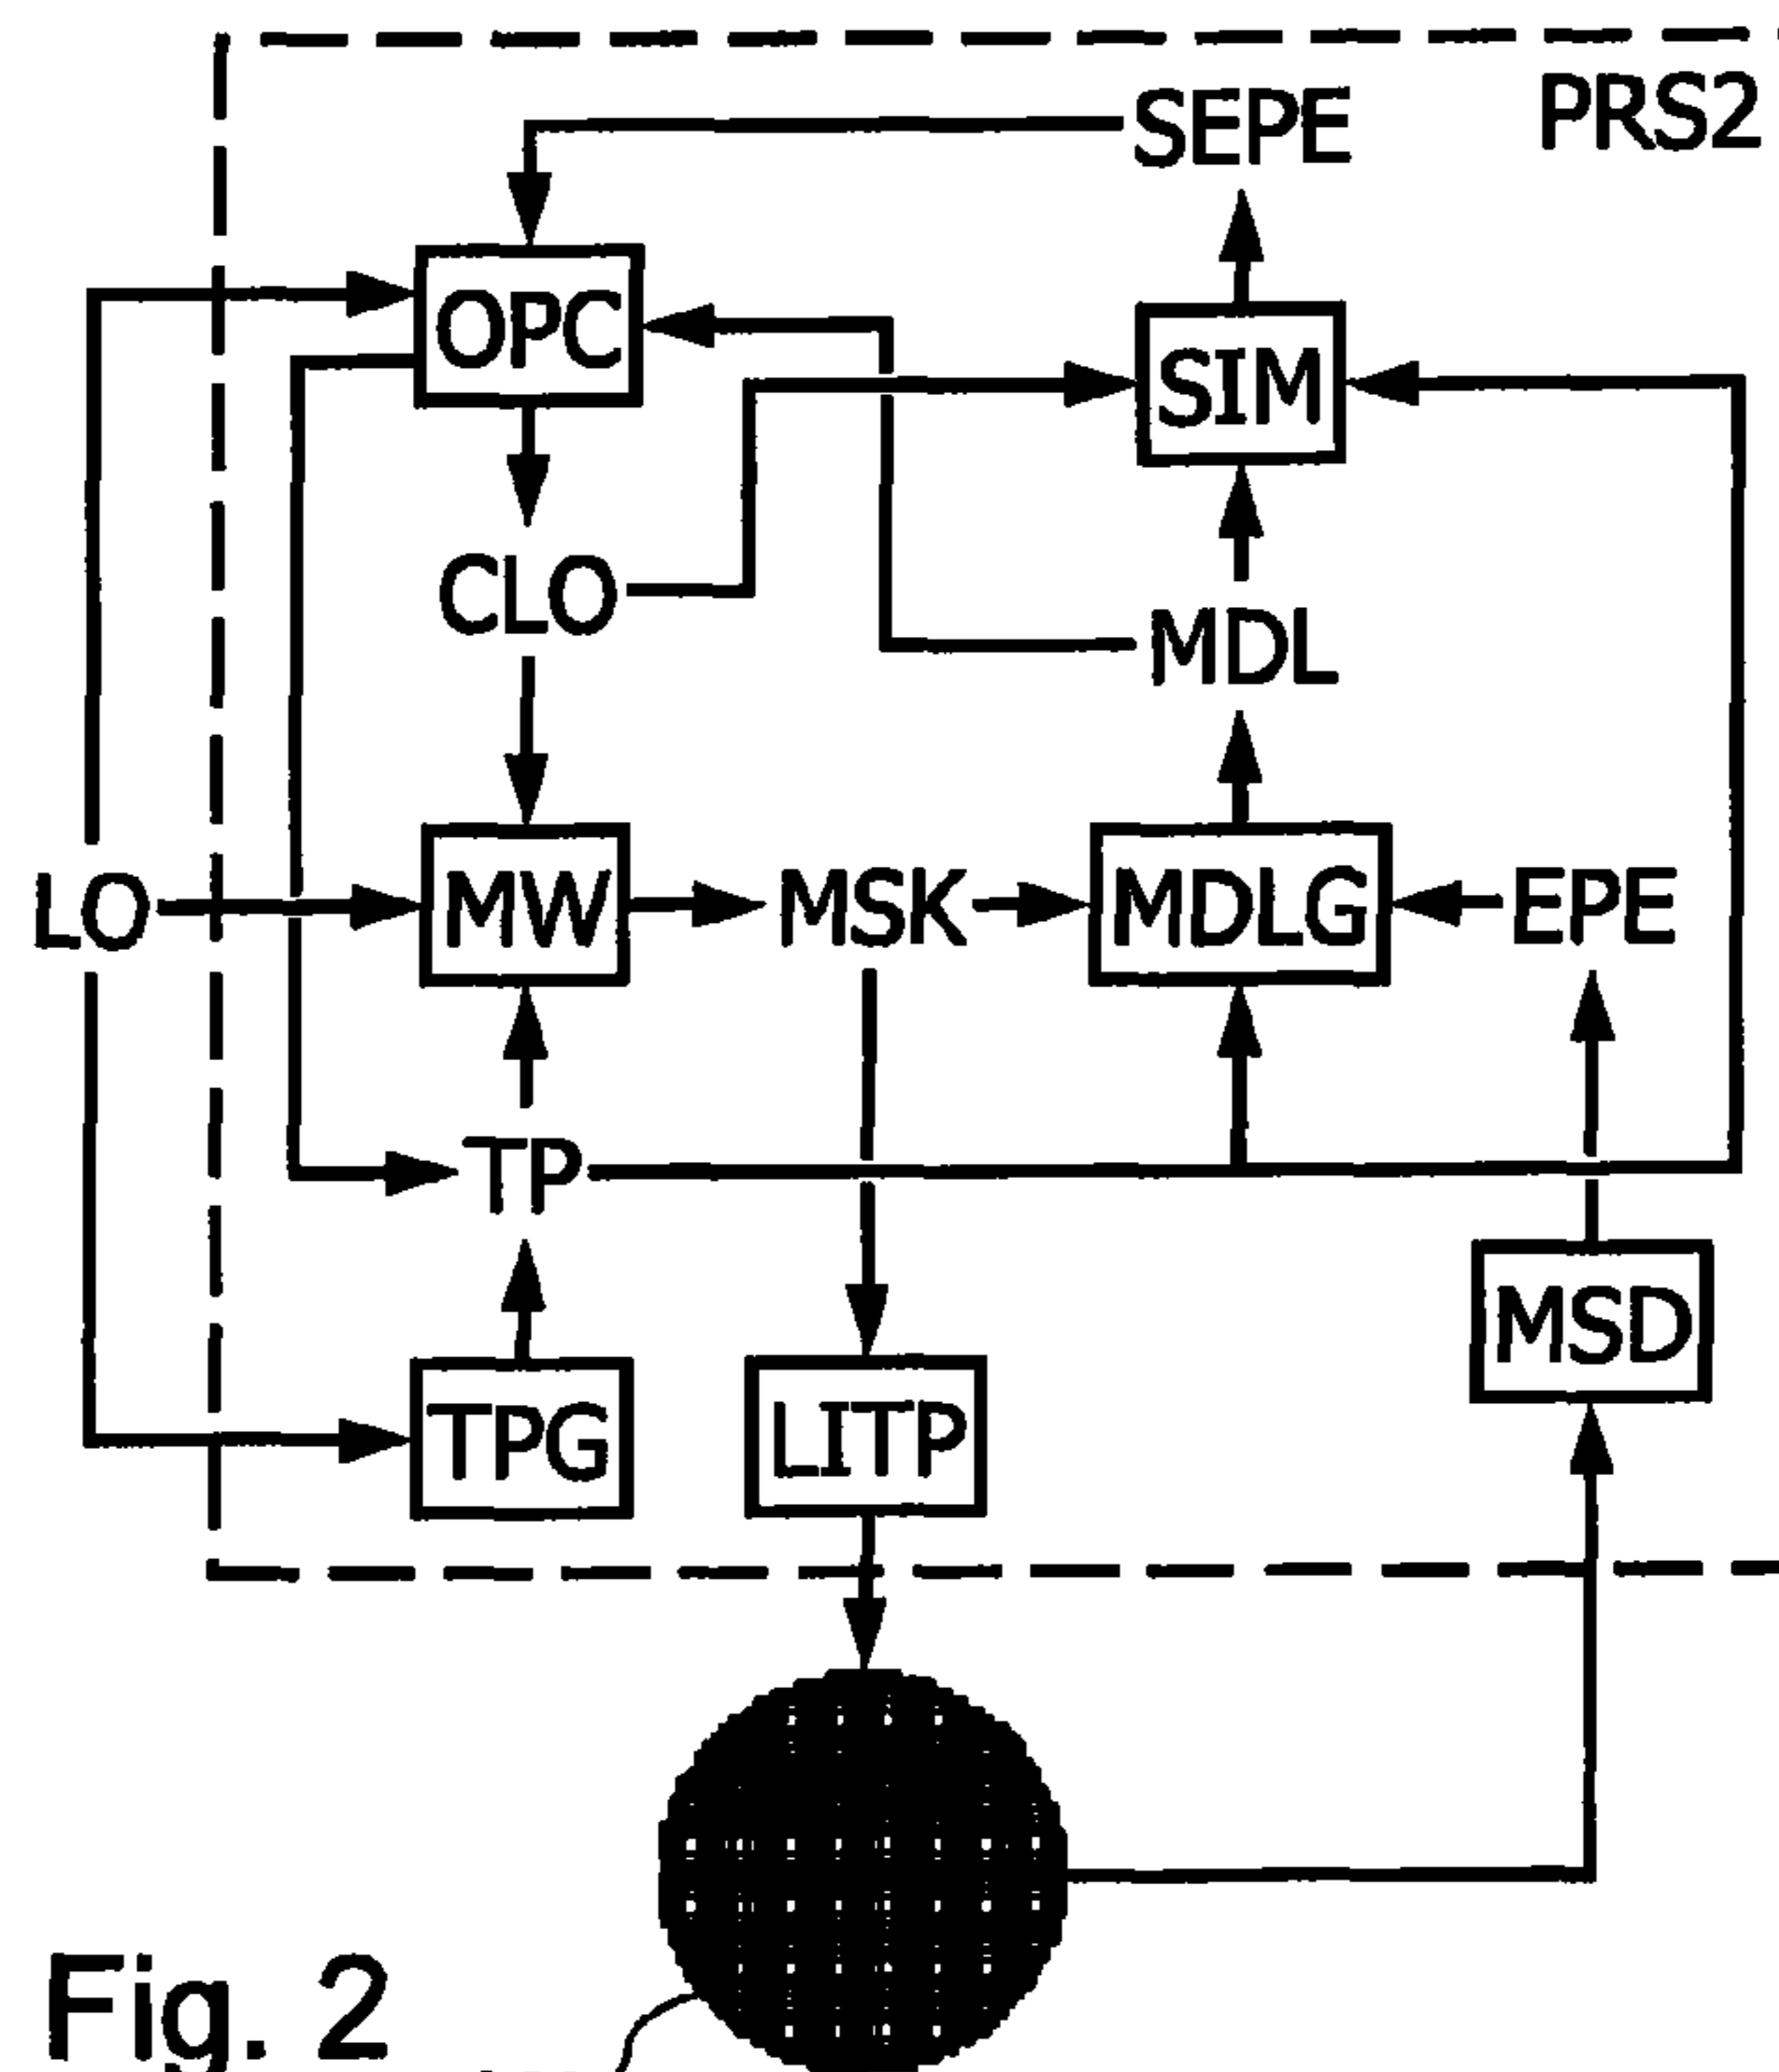 SEPE
PRS2
OPC
SIM
CLO
MDL
LO
MW
MSK
MDLG
EPE
TP
MSD
TPG
LITP
Fig. 2